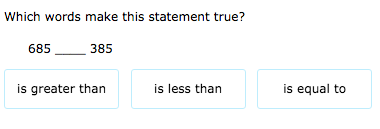 Which words make this statement true?
685 ____ 385
is greater than is less than is equal to